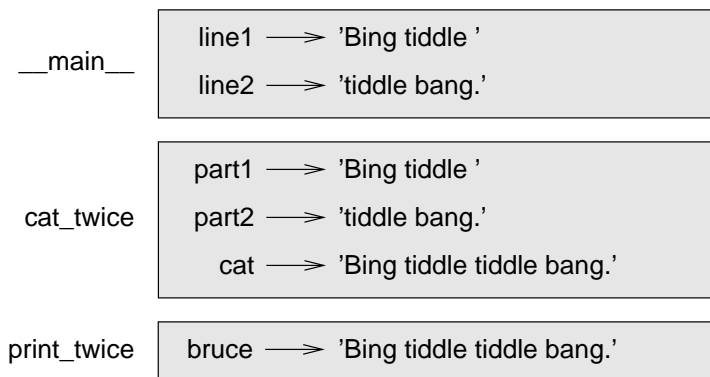 __main__
line1 ’Bing tiddle ’
line2 ’tiddle bang.’
cat_twice
part1 ’Bing tiddle ’
part2 ’tiddle bang.’
cat ’Bing tiddle tiddle bang.’
print_twice
bruce ’Bing tiddle tiddle bang.’